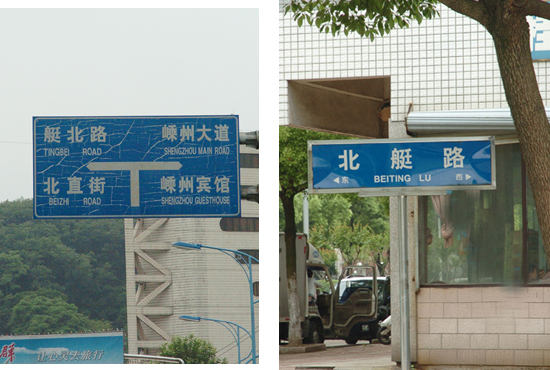 艇北路 嵊州大道
TINGBEI ROAD SHENGZHOU MAIN ROAD
北直街 嵊州宾馆
BEIZHI ROAD SHENGZHOU GUESTHOUSE
北艇路
东 BEITING LU 西